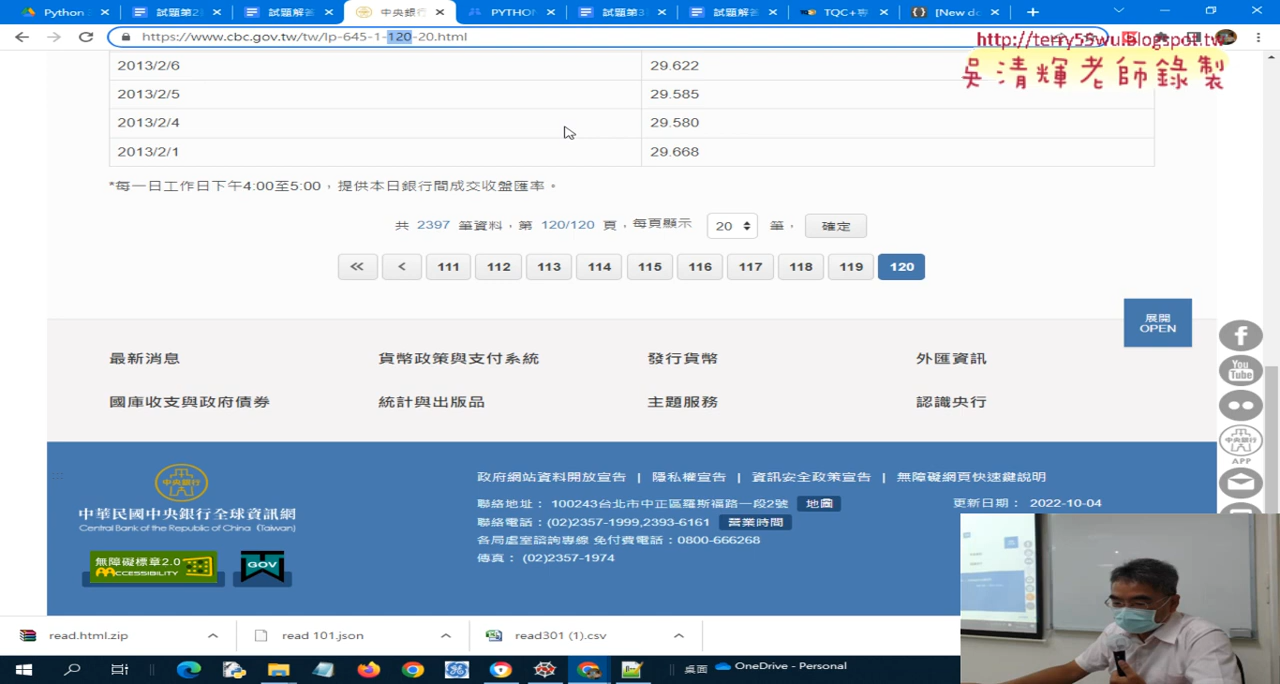 Python
試題第2
試題解答
中央銀行
PYTHON
試題第3
試題解答
TQC+專
[New do
https://www.cbc.gov.tw/tw/lp-645-1-120-20.html
http://terry55wu.blogspot.tw
吳清輝老師錄製
2013/2/6 29.622
2013/2/5 29.585
2013/2/4 29.580
2013/2/1 29.668
*每一日工作日下午4:00至5:00，提供本日銀行間成交收盤匯率。
共 2397 筆資料，第 120/120 頁，每頁顯示 20 筆， 確定
<< < 111 112 113 114 115 116 117 118 119 120
展開
OPEN
最新消息 貨幣政策與支付系統 發行貨幣 外匯資訊
國庫收支與政府債券 統計與出版品 主題服務 認識央行
You
Tube
中央銀行
APP
中央銀行
中華民國中央銀行全球資訊網
Central Bank of the Republic of China (Taiwan)
無障礙標章2.0
ACCESSIBILITY
GOV
政府網站資料開放宣告 | 隱私權宣告 | 資訊安全政策宣告 | 無障礙網頁快速鍵說明
聯絡地址： 100243台北市中正區羅斯福路一段2號 地圖 更新日期： 2022-10-04
聯絡電話：(02)2357-1999,2393-6161 營業時間
各局處室諮詢專線 免付費電話：0800-666268
傳真： (02)2357-1974
read.html.zip
read 101.json
read301 (1).csv
桌面
OneDrive - Personal